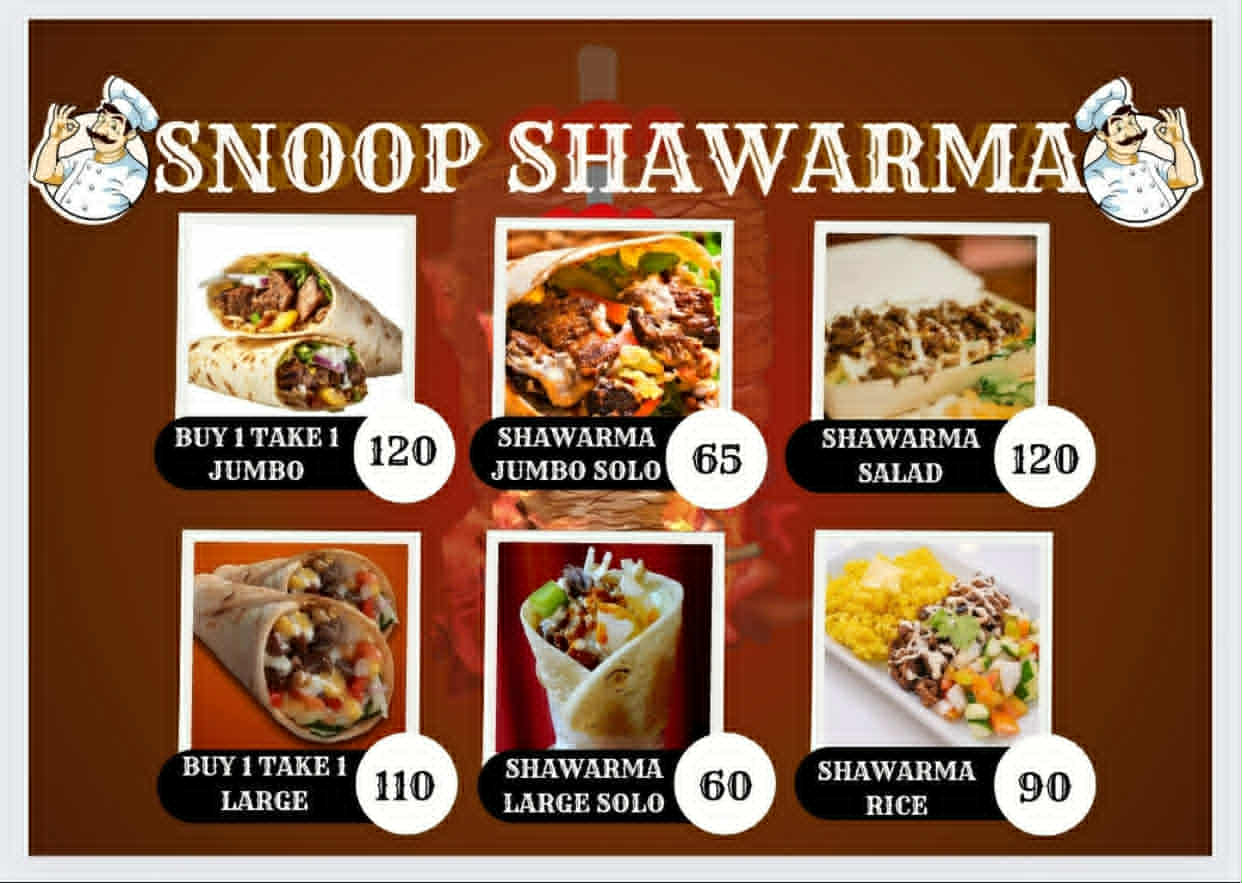 SNOOP SHAWARMA
BUY 1 TAKE 1
JUMBO
120
SHAWARMA
JUMBO SOLO
65
SHAWARMA
SALAD
120
BUY 1 TAKE 1
LARGE
110
SHAWARMA
LARGE SOLO
60
SHAWARMA
RICE
90